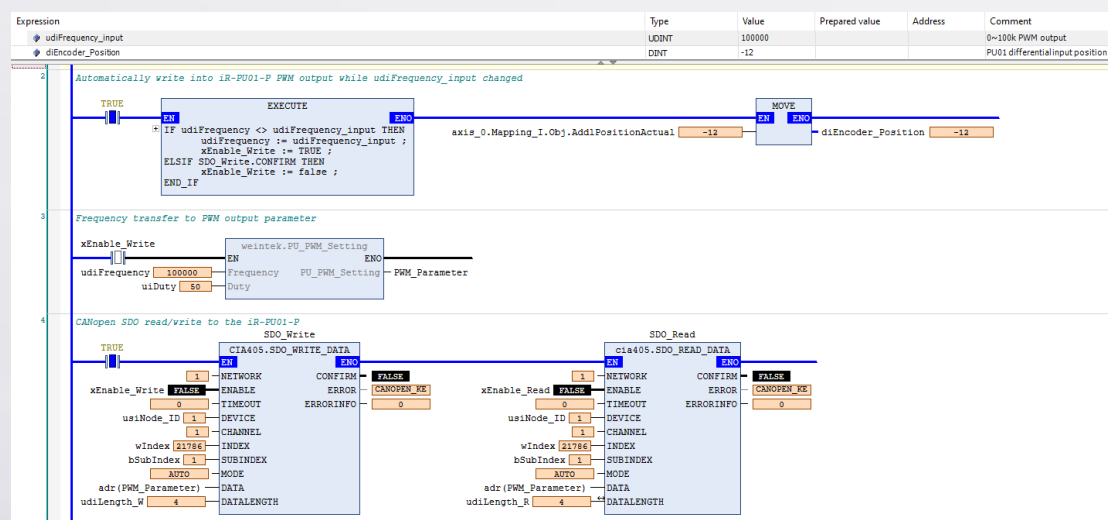 Expression Type Value Prepared value Address Comment
udiFrequency_input UDINT 100000 0~100k PWM output
diEncoder_Position DINT -12 PU01 differential input position
2 Automatically write into iR-PU01-P PWM output while udiFrequency_input changed
TRUE EXECUTE MOVE
EN ENO EN ENO
IF udiFrequency <> udiFrequency_input THEN
udiFrequency := udiFrequency_input ;
xEnable_Write := TRUE ;
ELSIF SDO_Write.CONFIRM THEN
xEnable_Write := false ;
END_IF
axis_0.Mapping_I.Obj.AddlPositionActual -12 diEncoder_Position -12
3 Frequency transfer to PWM output parameter
xEnable_Write weintek.PU_PWM_Setting
EN ENO
udiFrequency 100000 Frequency PU_PWM_Setting PWM_Parameter
uiDuty 50 Duty
4 CANopen SDO read/write to the iR-PU01-P
SDO_Write SDO_Read
TRUE CIA405.SDO_WRITE_DATA cia405.SDO_READ_DATA
EN ENO EN ENO
1 NETWORK CONFIRM FALSE 1 NETWORK CONFIRM FALSE
xEnable_Write FALSE ENABLE ERROR CANOPEN_KE xEnable_Read FALSE ENABLE ERROR CANOPEN_KE
0 TIMEOUT ERRORINFO 0 0 TIMEOUT ERRORINFO 0
usiNode_ID 1 DEVICE usiNode_ID 1 DEVICE
1 CHANNEL 1 CHANNEL
wIndex 21786 INDEX wIndex 21786 INDEX
bSubIndex 1 SUBINDEX bSubIndex 1 SUBINDEX
AUTO MODE AUTO MODE
adr(PWM_Parameter) DATA adr(PWM_Parameter) DATA
udiLength_W 4 DATALENGTH udiLength_R 4 DATALENGTH